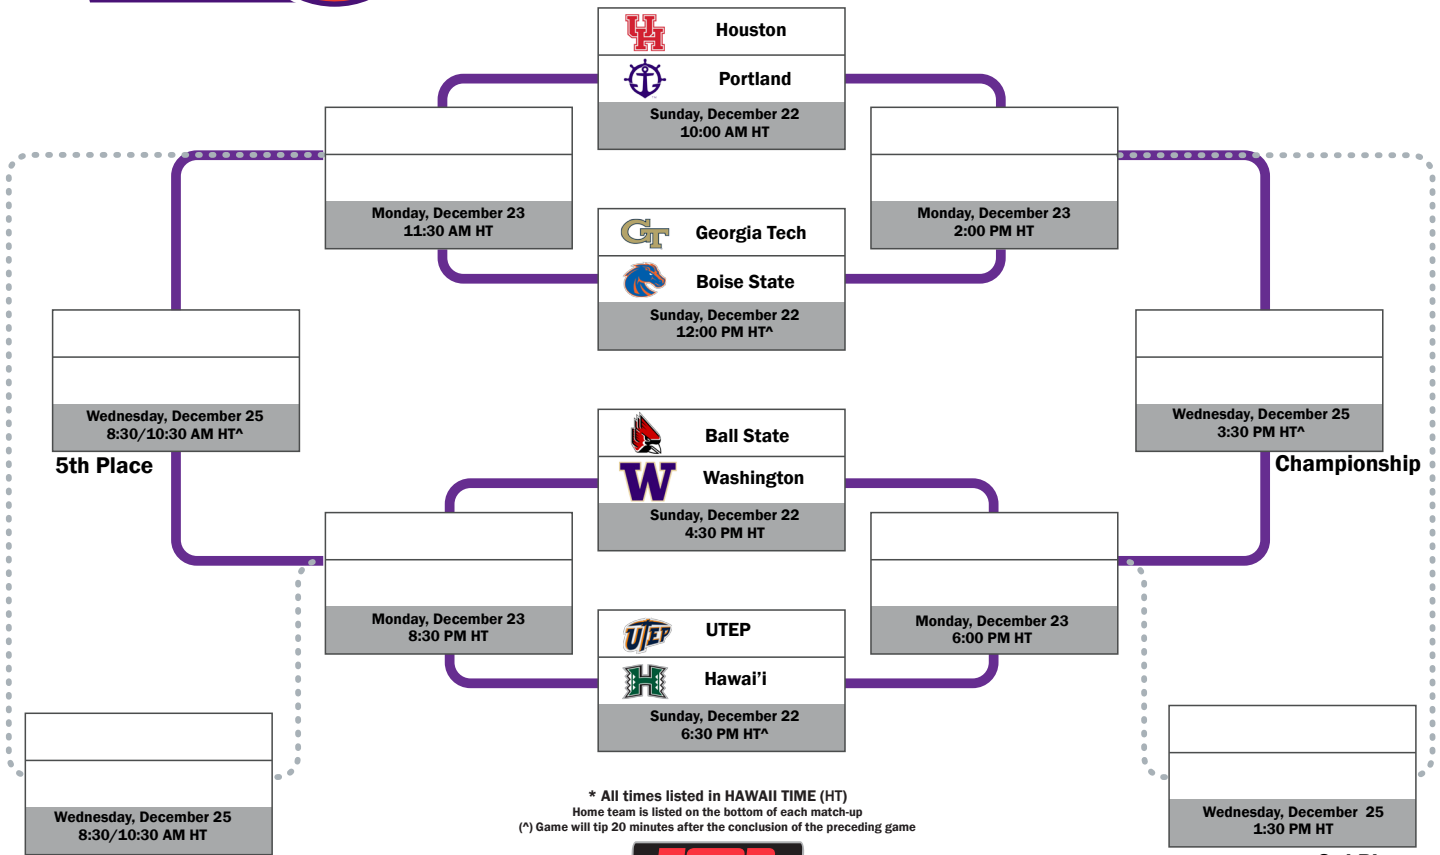 Houston
Portland
Sunday, December 22
10:00 AM HT
Monday, December 23
11:30 AM HT
Monday, December 23
2:00 PM HT
GT Georgia Tech
Boise State
Sunday, December 22
12:00 PM HT^
Wednesday, December 25
8:30/10:30 AM HT^
5th Place
Wednesday, December 25
3:30 PM HT^
Championship
Ball State
W Washington
Sunday, December 22
4:30 PM HT
Monday, December 23
8:30 PM HT
Monday, December 23
6:00 PM HT
UTEP UTEP
H Hawai’i
Sunday, December 22
6:30 PM HT^
Wednesday, December 25
8:30/10:30 AM HT
Wednesday, December 25
1:30 PM HT
* All times listed in HAWAII TIME (HT)
Home team is listed on the bottom of each match-up
(^) Game will tip 20 minutes after the conclusion of the preceding game